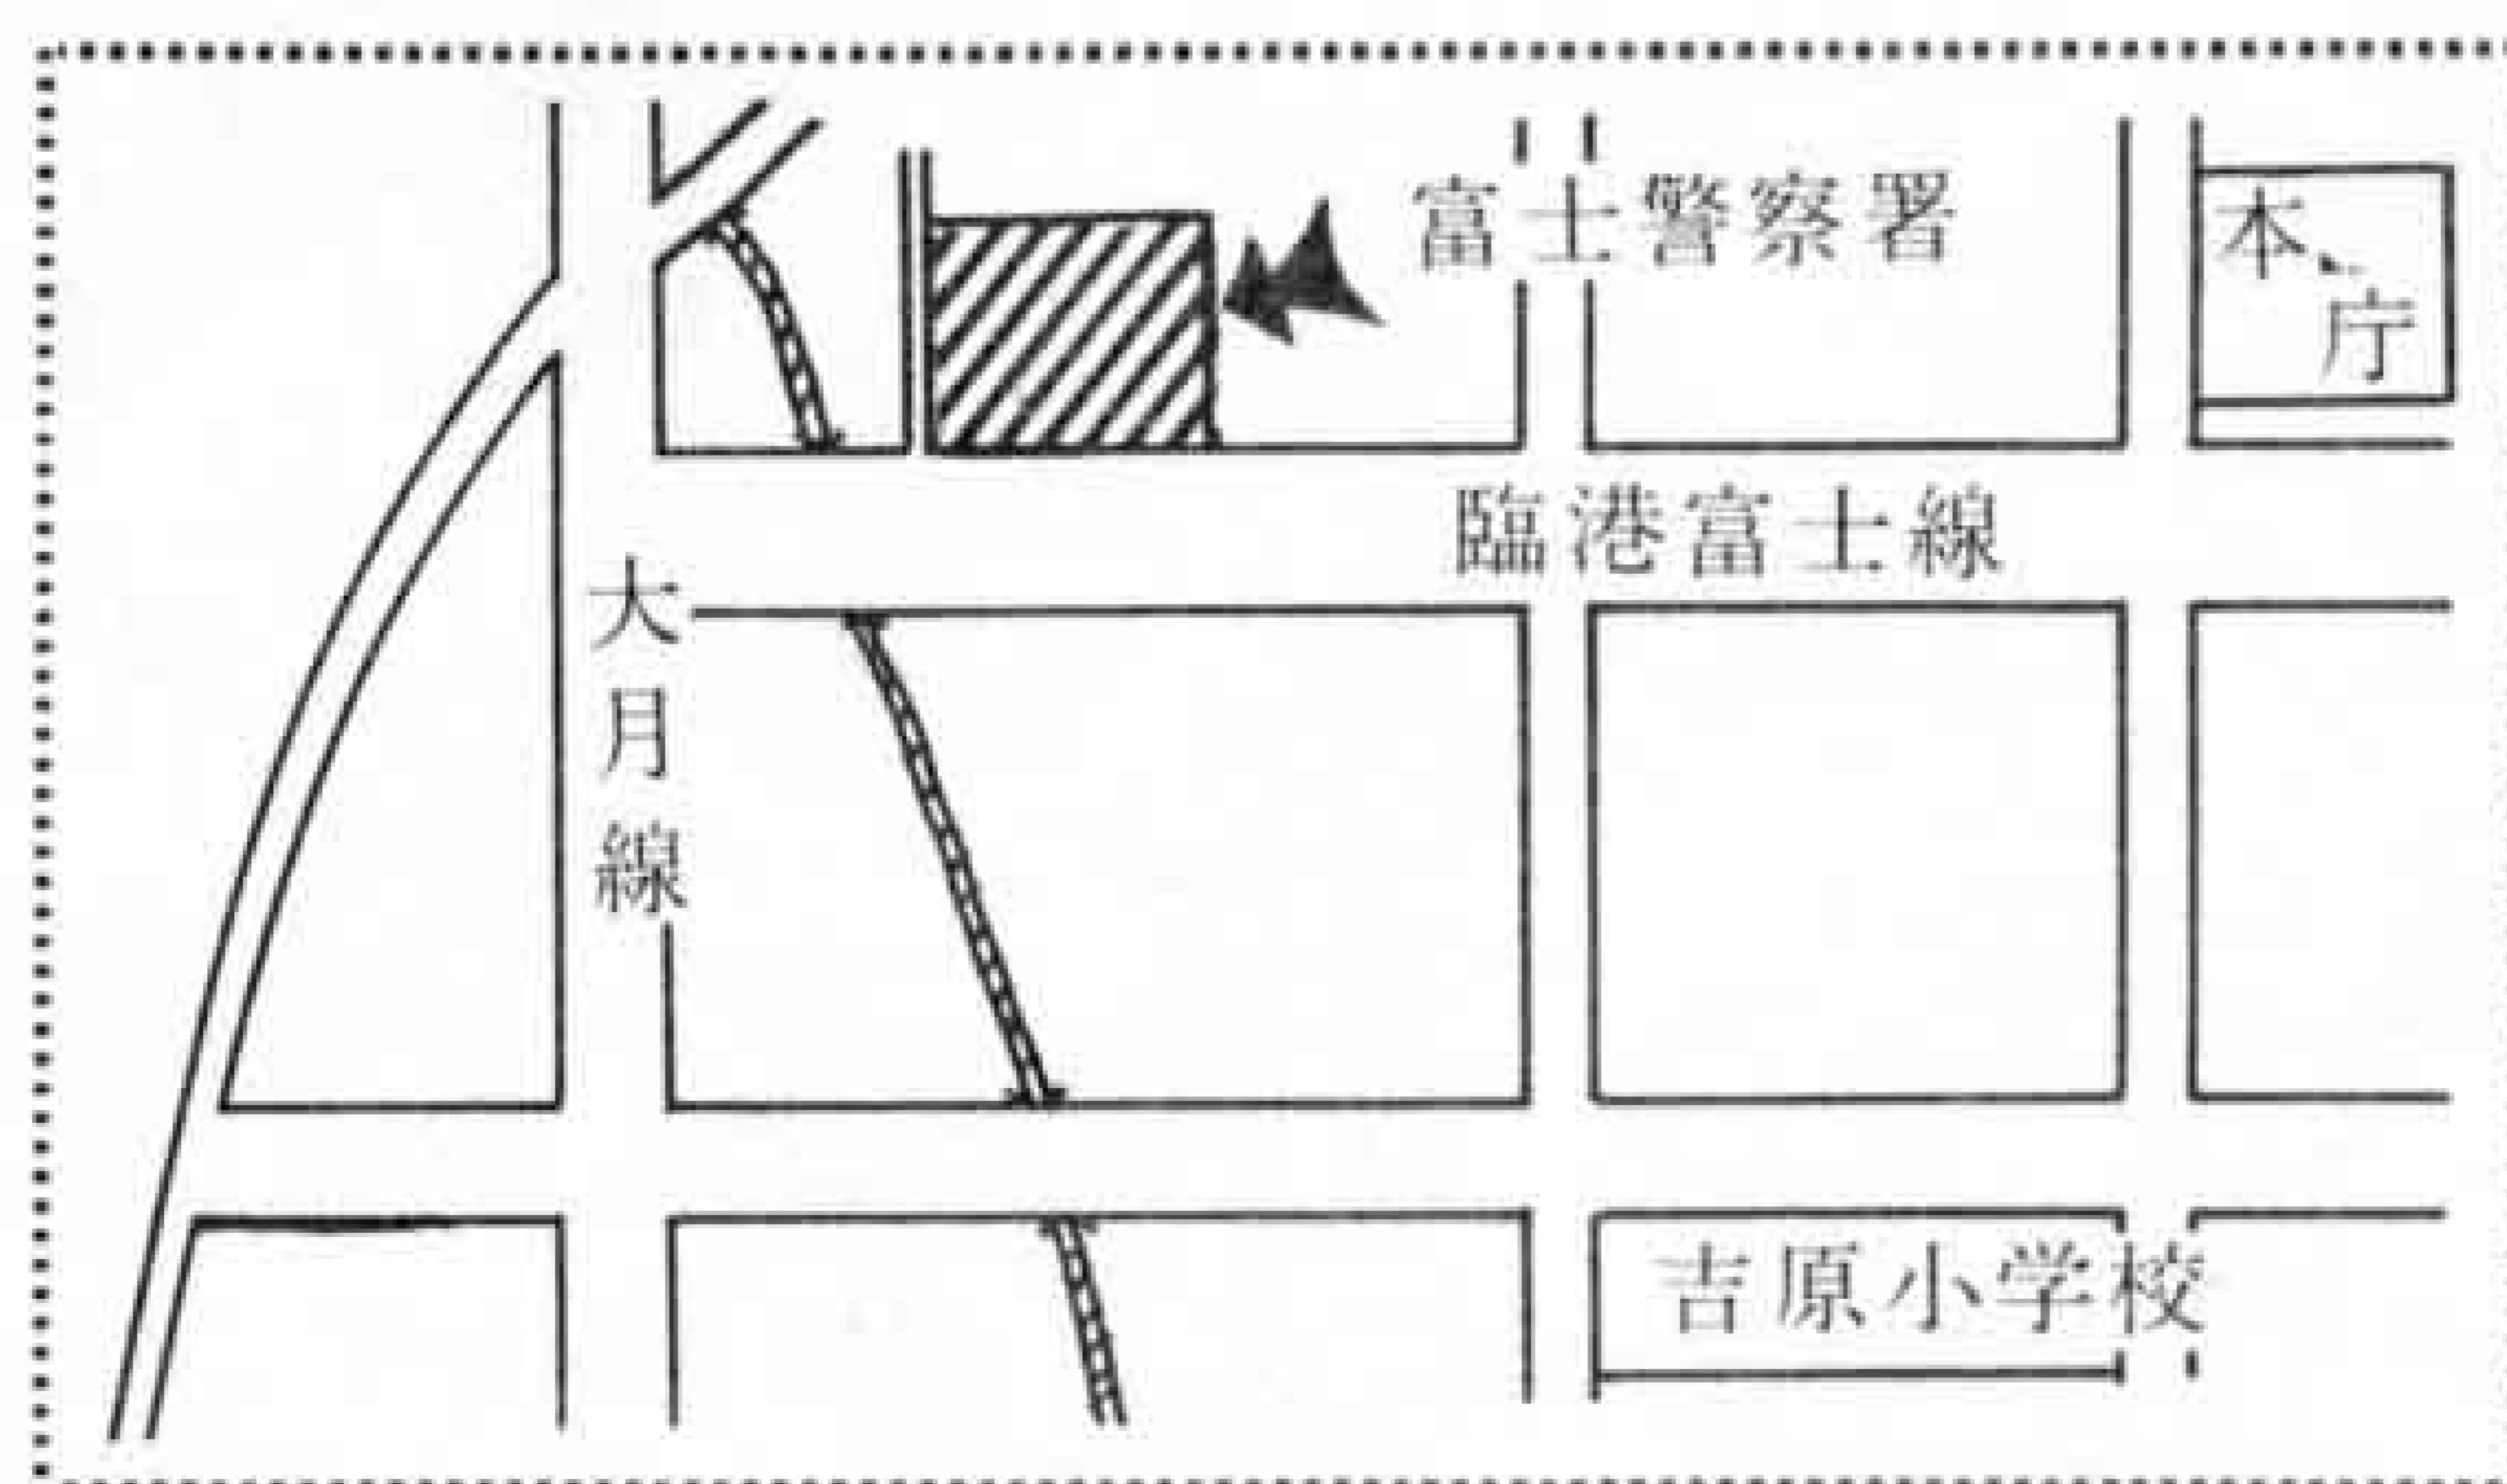 富士警察署
本庁
臨港富士線
大月線
吉原小学校